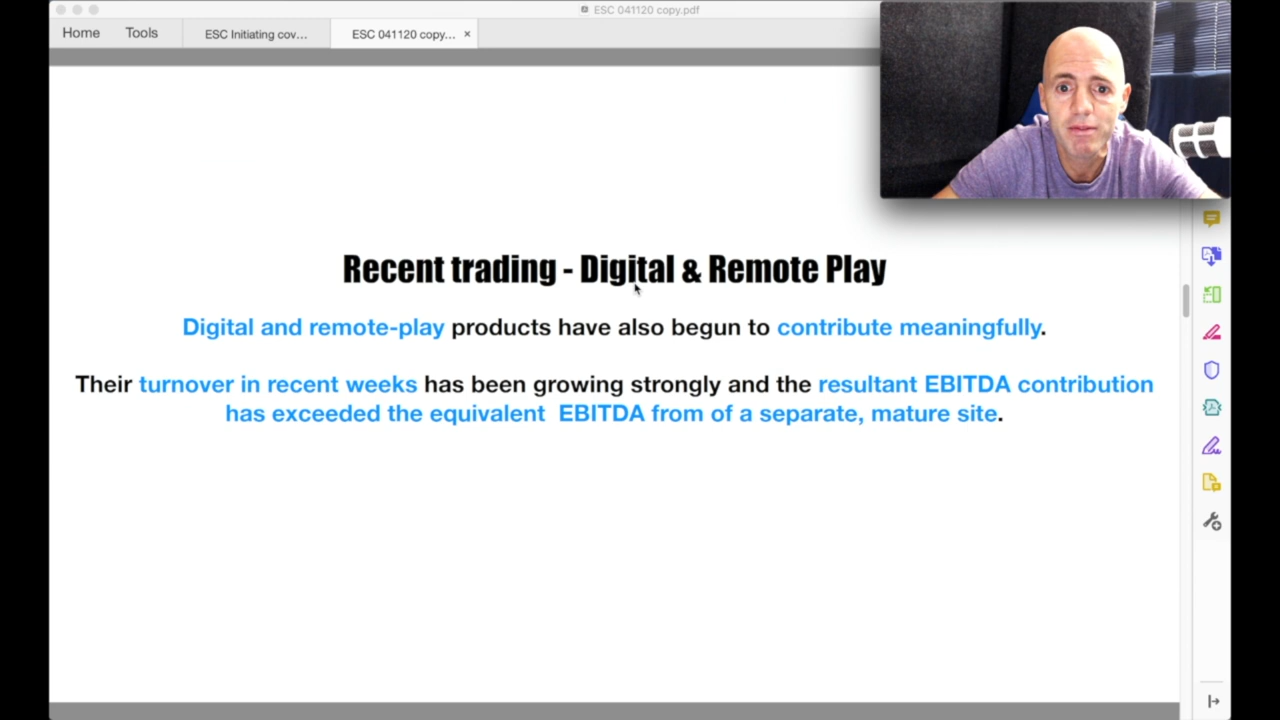 ESC 041120 copy.pdf
Home Tools ESC Initiating cov... ESC 041120 copy... ×
Recent trading - Digital & Remote Play
Digital and remote-play products have also begun to contribute meaningfully.
Their turnover in recent weeks has been growing strongly and the resultant EBITDA contribution
has exceeded the equivalent EBITDA from of a separate, mature site.